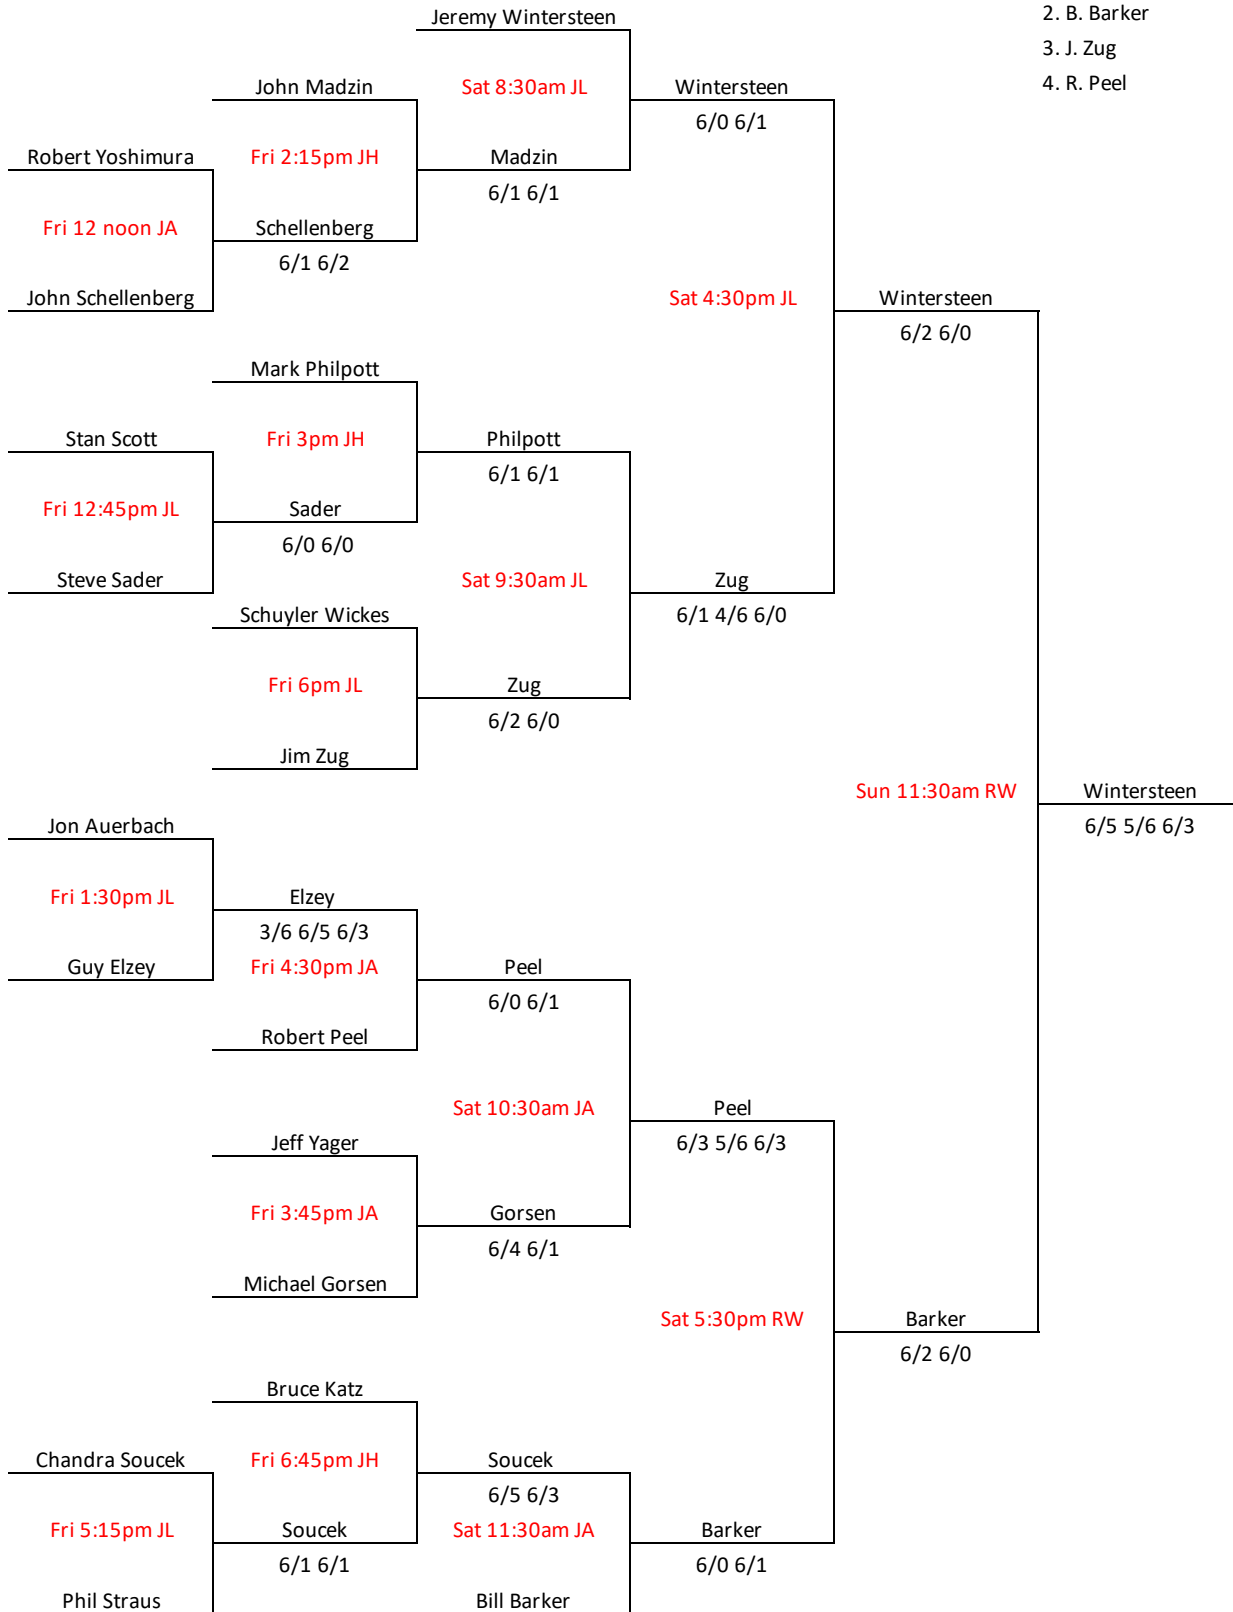 Jeremy Wintersteen
2. B. Barker
3. J. Zug
John Madzin
Sat 8:30am JL
Wintersteen
4. R. Peel
6/0 6/1
Robert Yoshimura
Fri 2:15pm JH
Madzin
6/1 6/1
Fri 12 noon JA
Schellenberg
6/1 6/2
John Schellenberg
Sat 4:30pm JL
Wintersteen
6/2 6/0
Mark Philpott
Stan Scott
Fri 3pm JH
Philpott
6/1 6/1
Fri 12:45pm JL
Sader
6/0 6/0
Steve Sader
Sat 9:30am JL
Zug
6/1 4/6 6/0
Schuyler Wickes
Fri 6pm JL
Zug
6/2 6/0
Jim Zug
Sun 11:30am RW
Wintersteen
6/5 5/6 6/3
Jon Auerbach
Fri 1:30pm JL
Elzey
3/6 6/5 6/3
Guy Elzey
Fri 4:30pm JA
Peel
6/0 6/1
Robert Peel
Sat 10:30am JA
Peel
6/3 5/6 6/3
Jeff Yager
Fri 3:45pm JA
Gorsen
6/4 6/1
Michael Gorsen
Sat 5:30pm RW
Barker
6/2 6/0
Bruce Katz
Chandra Soucek
Fri 6:45pm JH
Soucek
6/5 6/3
Fri 5:15pm JL
Soucek
Sat 11:30am JA
Barker
6/1 6/1
6/0 6/1
Phil Straus
Bill Barker